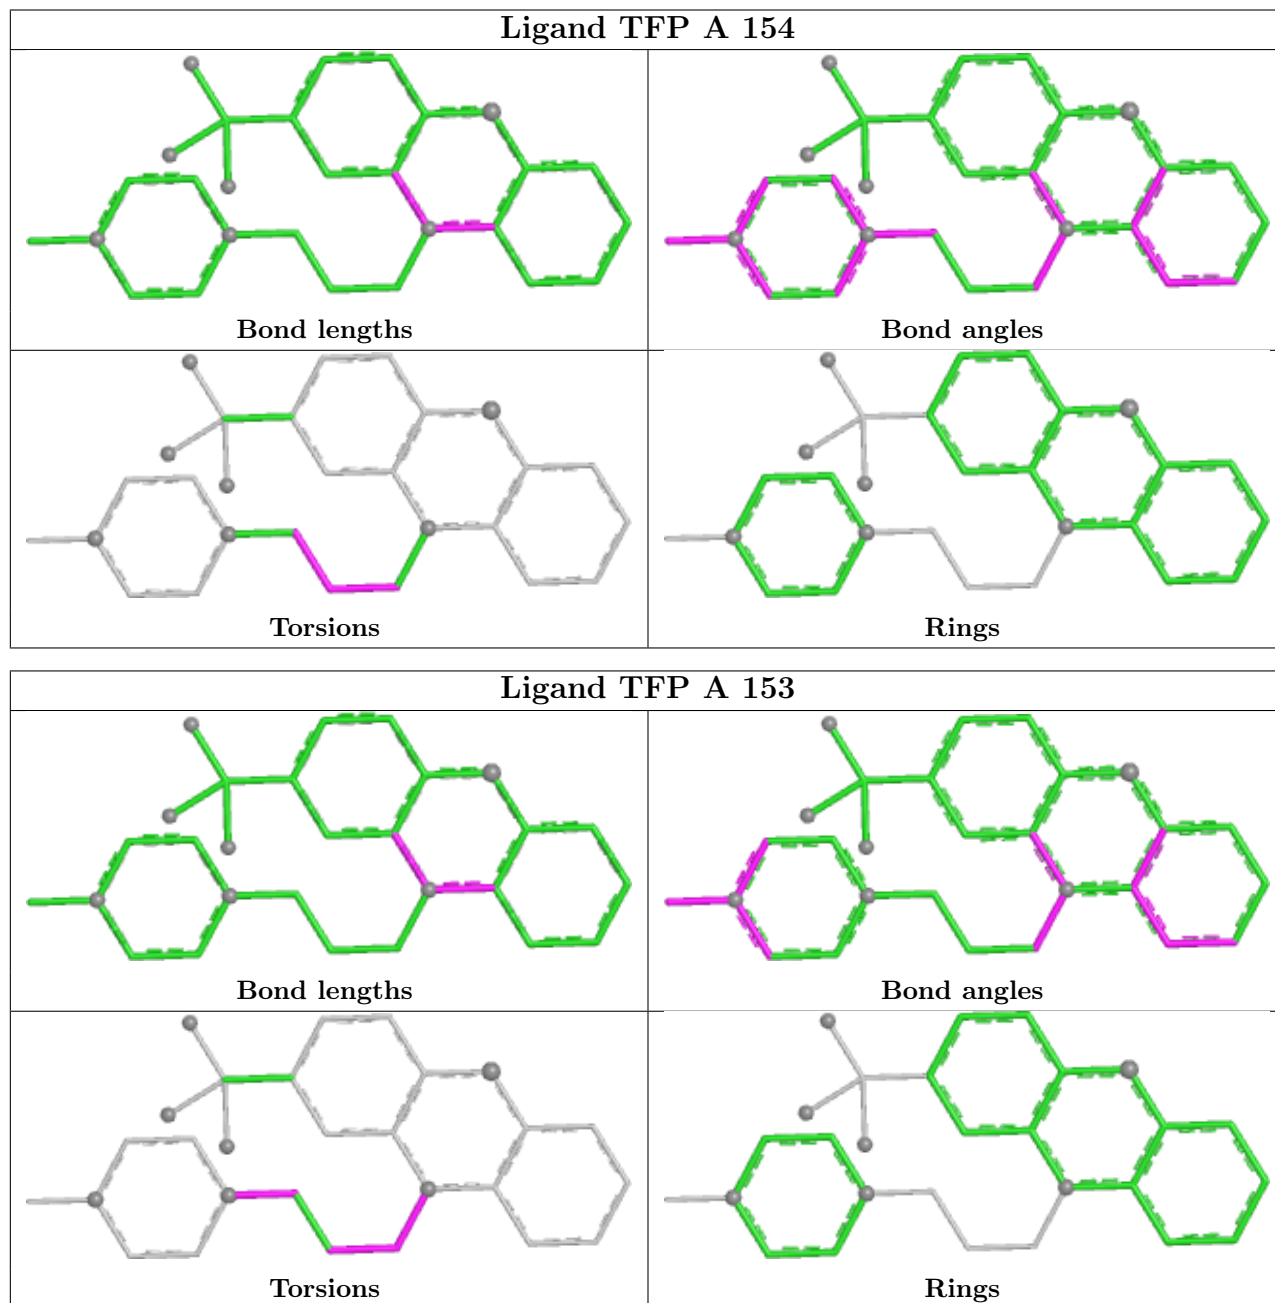 Ligand TFP A 154
Bond lengths
Bond angles
Torsions
Rings
Ligand TFP A 153
Bond lengths
Bond angles
Torsions
Rings